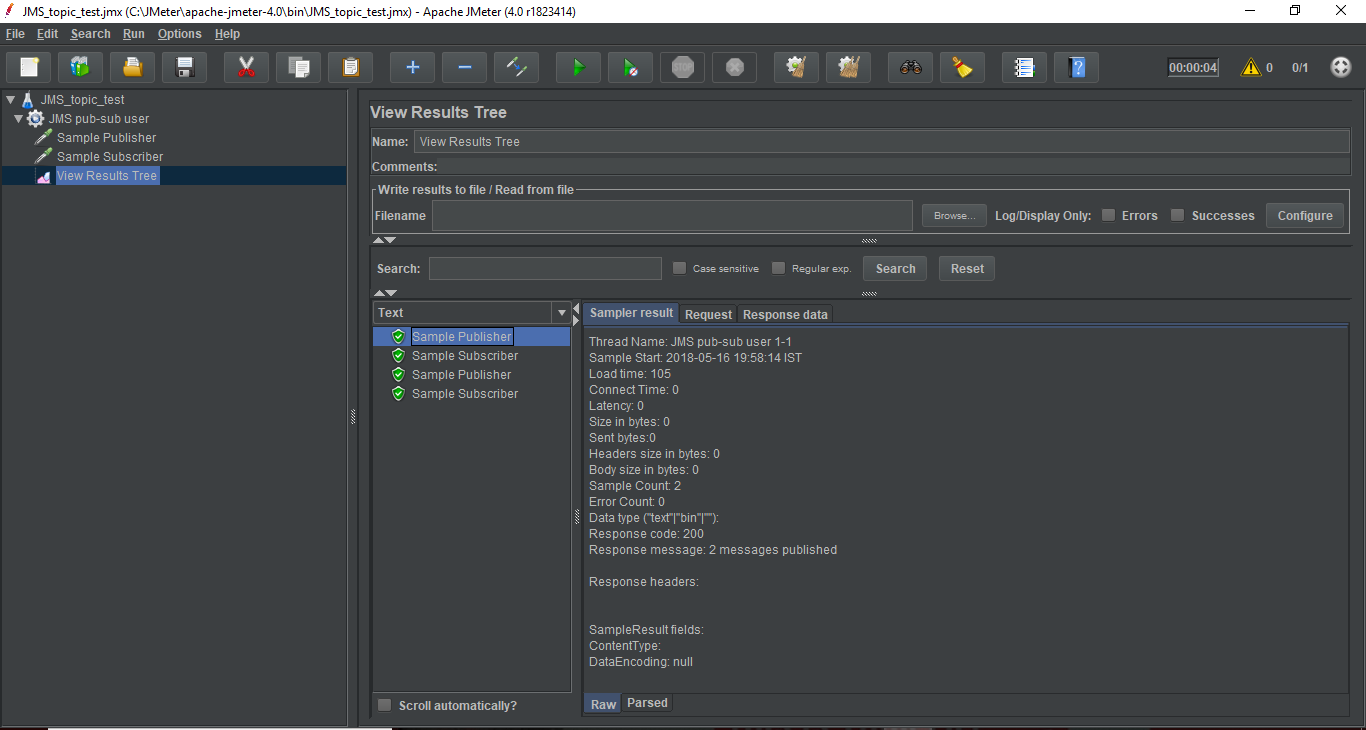 JMS_topic_test.jmx (C:\JMeter\apache-jmeter-4.0\bin\JMS_topic_test.jmx) - Apache JMeter (4.0 r1823414)
File Edit Search Run Options Help
STOP
00:00:04 0 0/1
JMS_topic_test
JMS pub-sub user
Sample Publisher
Sample Subscriber
View Results Tree
View Results Tree
Name: View Results Tree
Comments:
Write results to file / Read from file
Filename Browse... Log/Display Only: Errors Successes Configure
Search: Case sensitive Regular exp. Search Reset
Text
Sample Publisher
Sample Subscriber
Sample Publisher
Sample Subscriber
Scroll automatically?
Sampler result Request Response data
Thread Name: JMS pub-sub user 1-1
Sample Start: 2018-05-16 19:58:14 IST
Load time: 105
Connect Time: 0
Latency: 0
Size in bytes: 0
Sent bytes:0
Headers size in bytes: 0
Body size in bytes: 0
Sample Count: 2
Error Count: 0
Data type ("text"|"bin"|""):
Response code: 200
Response message: 2 messages published
Response headers:
SampleResult fields:
ContentType:
DataEncoding: null
Raw Parsed